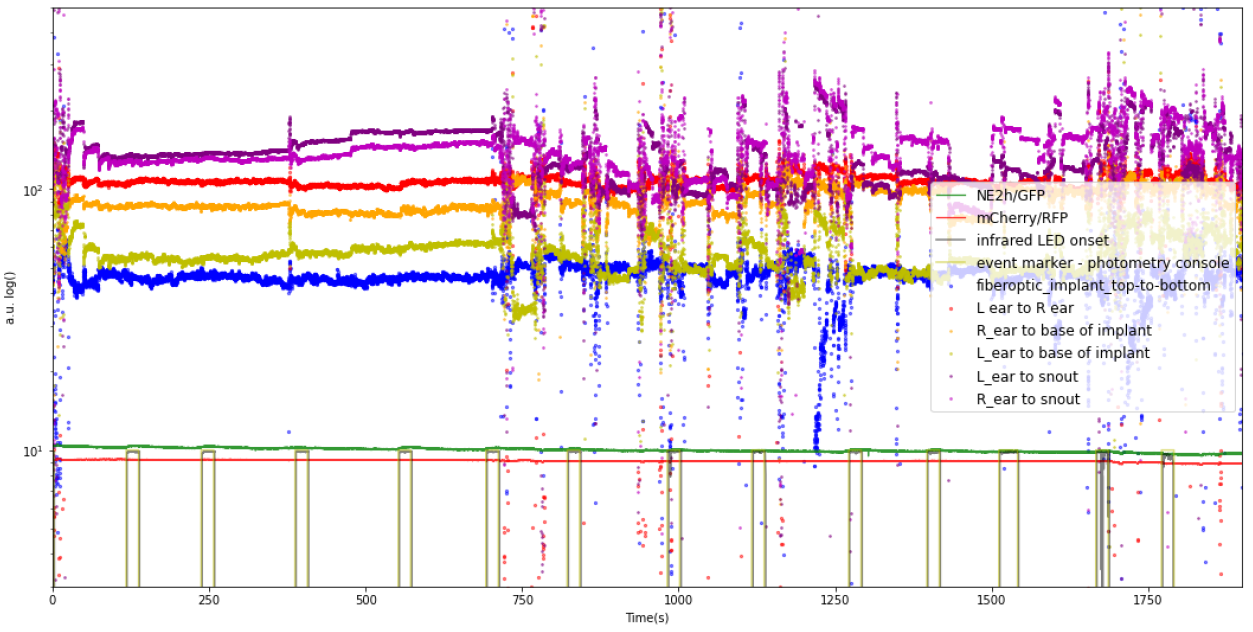 10²
a.u. log()
10¹
NE2h/GFP
mCherry/RFP
infrared LED onset
event marker - photometry console
fiberoptic_implant_top-to-bottom
L ear to R ear
R_ear to base of implant
L_ear to base of implant
L_ear to snout
R_ear to snout
0 250 500 750 1000 1250 1500 1750
Time(s)